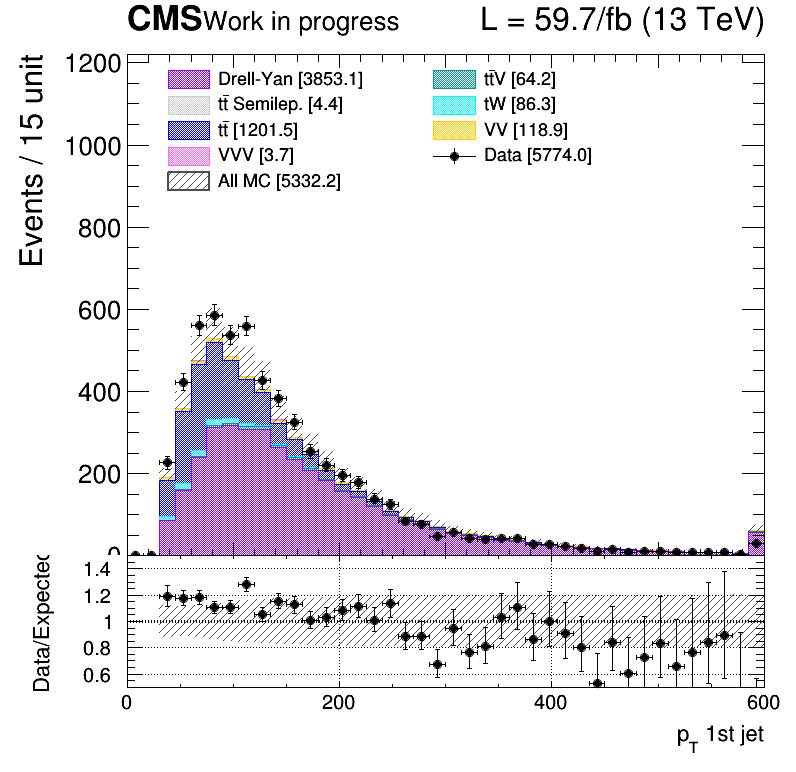 CMS Work in progress L = 59.7/fb (13 TeV)
Events / 15 unit
1200
1000
800
600
400
200
0
Drell-Yan [3853.1]
tt̄ Semilep. [4.4]
tt̄ [1201.5]
VVV [3.7]
All MC [5332.2]
tt̄V [64.2]
tW [86.3]
VV [118.9]
Data [5774.0]
Data/Expected
1.4
1.2
1
0.8
0.6
0 200 400 600
p_T 1st jet